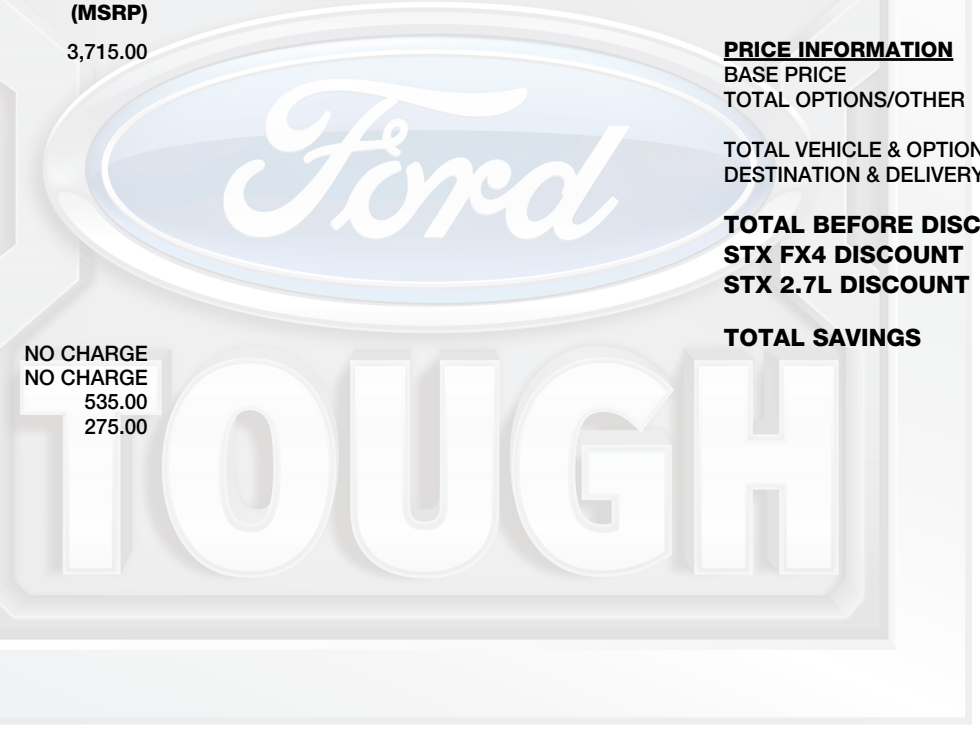 (MSRP)
3,715.00
NO CHARGE
NO CHARGE
535.00
275.00
PRICE INFORMATION
BASE PRICE
TOTAL OPTIONS/OTHER
TOTAL VEHICLE & OPTION
DESTINATION & DELIVERY
TOTAL BEFORE DISC
STX FX4 DISCOUNT
STX 2.7L DISCOUNT
TOTAL SAVINGS
Ford
TOUGH